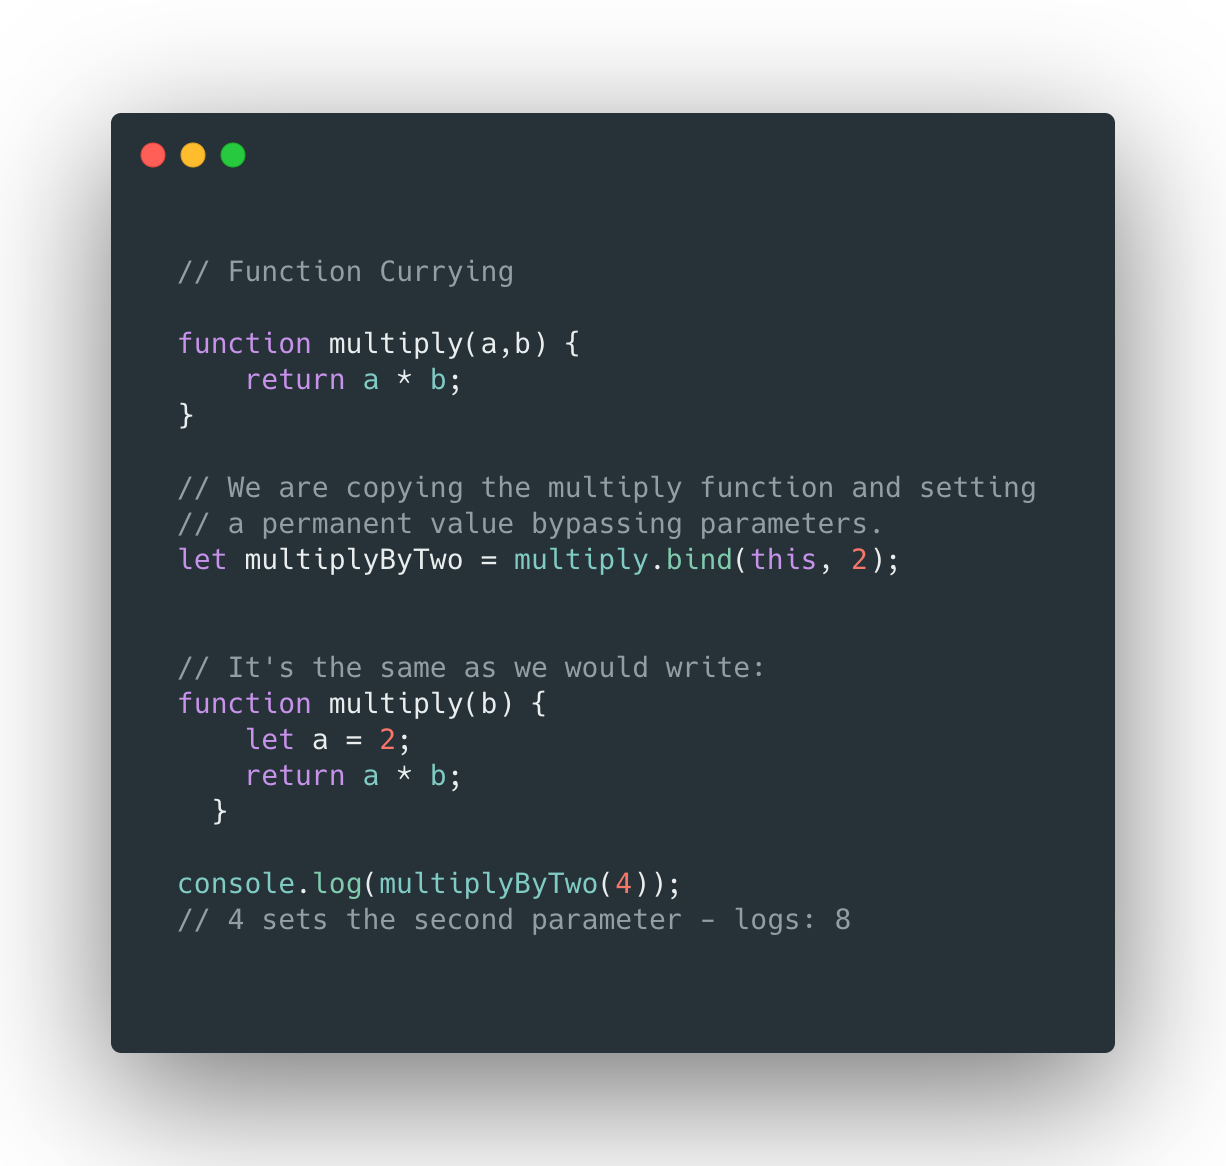 // Function Currying
function multiply(a,b) {
    return a * b;
}
// We are copying the multiply function and setting
// a permanent value bypassing parameters.
let multiplyByTwo = multiply.bind(this, 2);
// It's the same as we would write:
function multiply(b) {
    let a = 2;
    return a * b;
  }
console.log(multiplyByTwo(4));
// 4 sets the second parameter - logs: 8